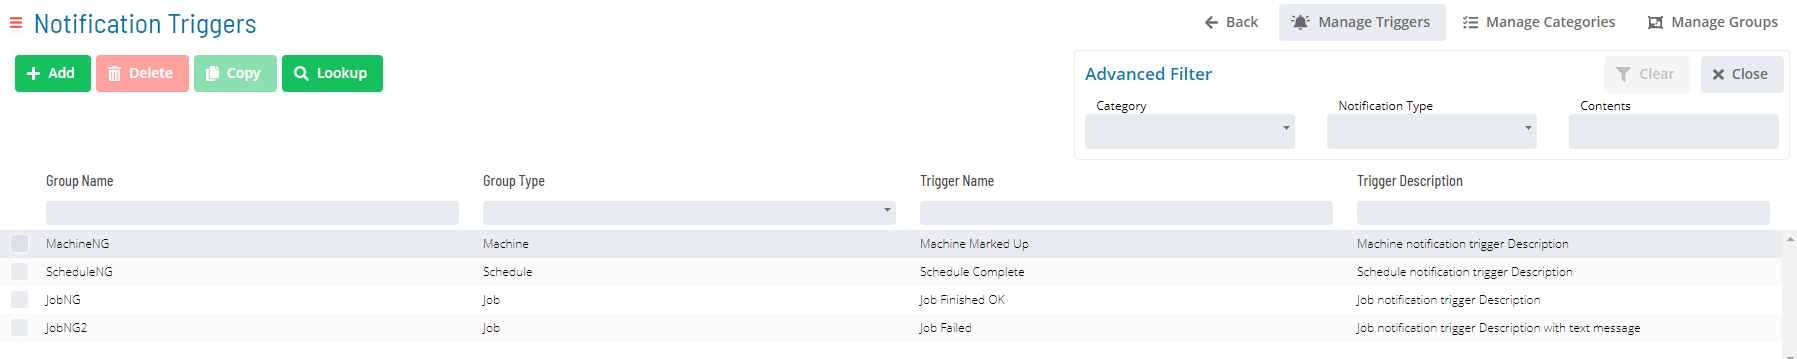 Notification Triggers
Back Manage Triggers Manage Categories Manage Groups
Add Delete Copy Lookup
Advanced Filter Clear Close
Category Notification Type Contents
Group Name Group Type Trigger Name Trigger Description
MachineNG Machine Machine Marked Up Machine notification trigger Description
ScheduleNG Schedule Schedule Complete Schedule notification trigger Description
JobNG Job Job Finished OK Job notification trigger Description
JobNG2 Job Job Failed Job notification trigger Description with text message